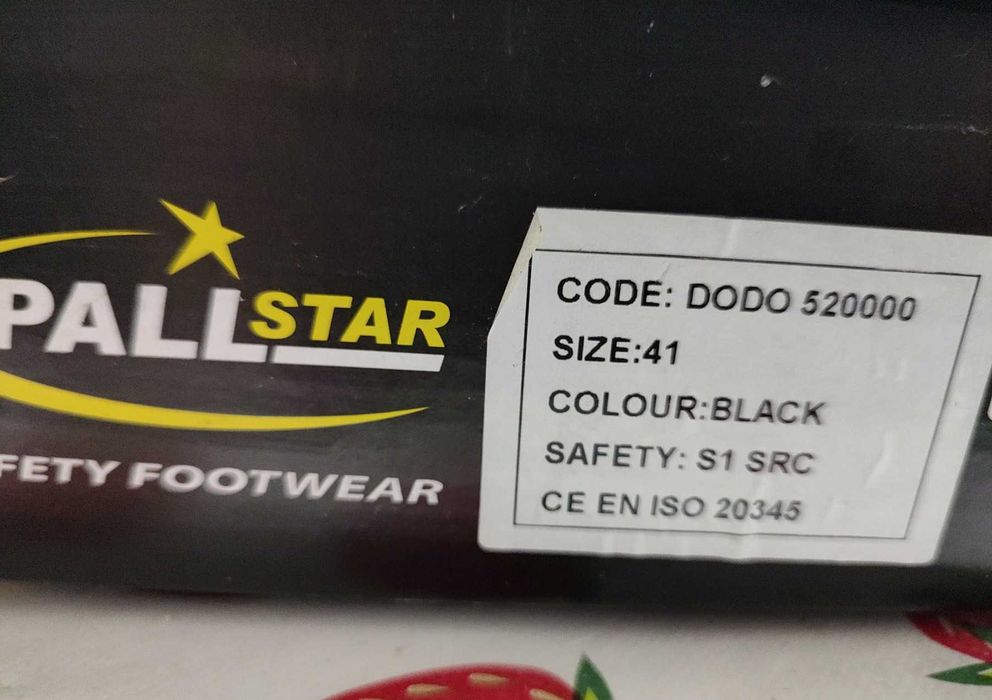 PALLSTAR
FETY FOOTWEAR
CODE: DODO 520000
SIZE:41
COLOUR:BLACK
SAFETY: S1 SRC
CE EN ISO 20345